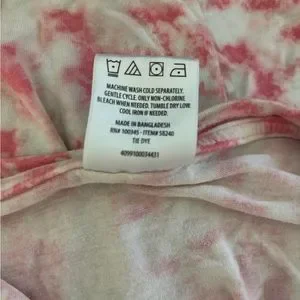 MACHINE WASH COLD SEPARATELY.
GENTLE CYCLE. ONLY NON-CHLORINE
BLEACH WHEN NEEDED. TUMBLE DRY LOW.
COOL IRON IF NEEDED.
MADE IN BANGLADESH
RN# 100345 - ITEM# 58240
TIE DYE
4099100034431